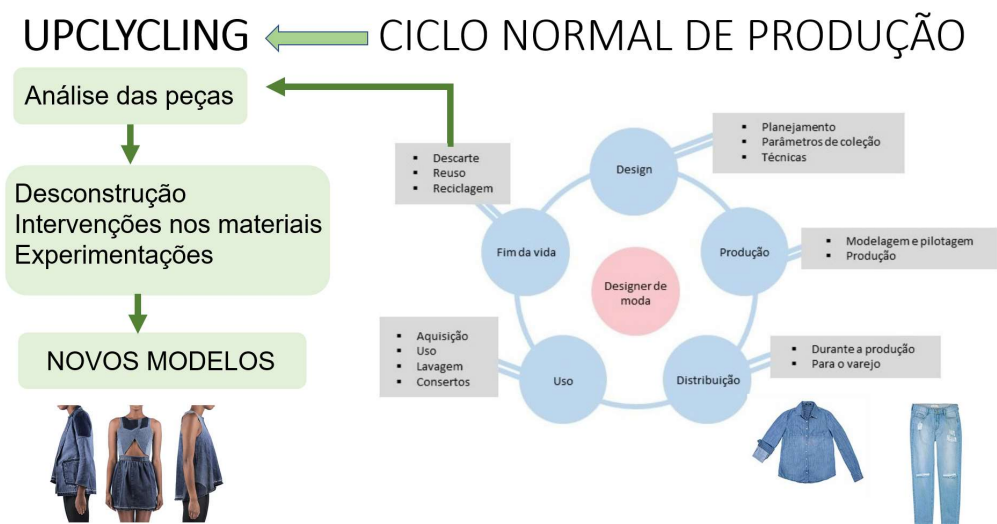 UPCLYCLING
CICLO NORMAL DE PRODUÇÃO
Análise das peças
Desconstrução
Intervenções nos materiais
Experimentações
NOVOS MODELOS
▪ Descarte
▪ Reuso
▪ Reciclagem
Design
▪ Planejamento
▪ Parâmetros de coleção
▪ Técnicas
Fim da vida
Produção
▪ Modelagem e pilotagem
▪ Produção
Designer de
moda
▪ Aquisição
▪ Uso
▪ Lavagem
▪ Consertos
Uso
Distribuição
▪ Durante a produção
▪ Para o varejo